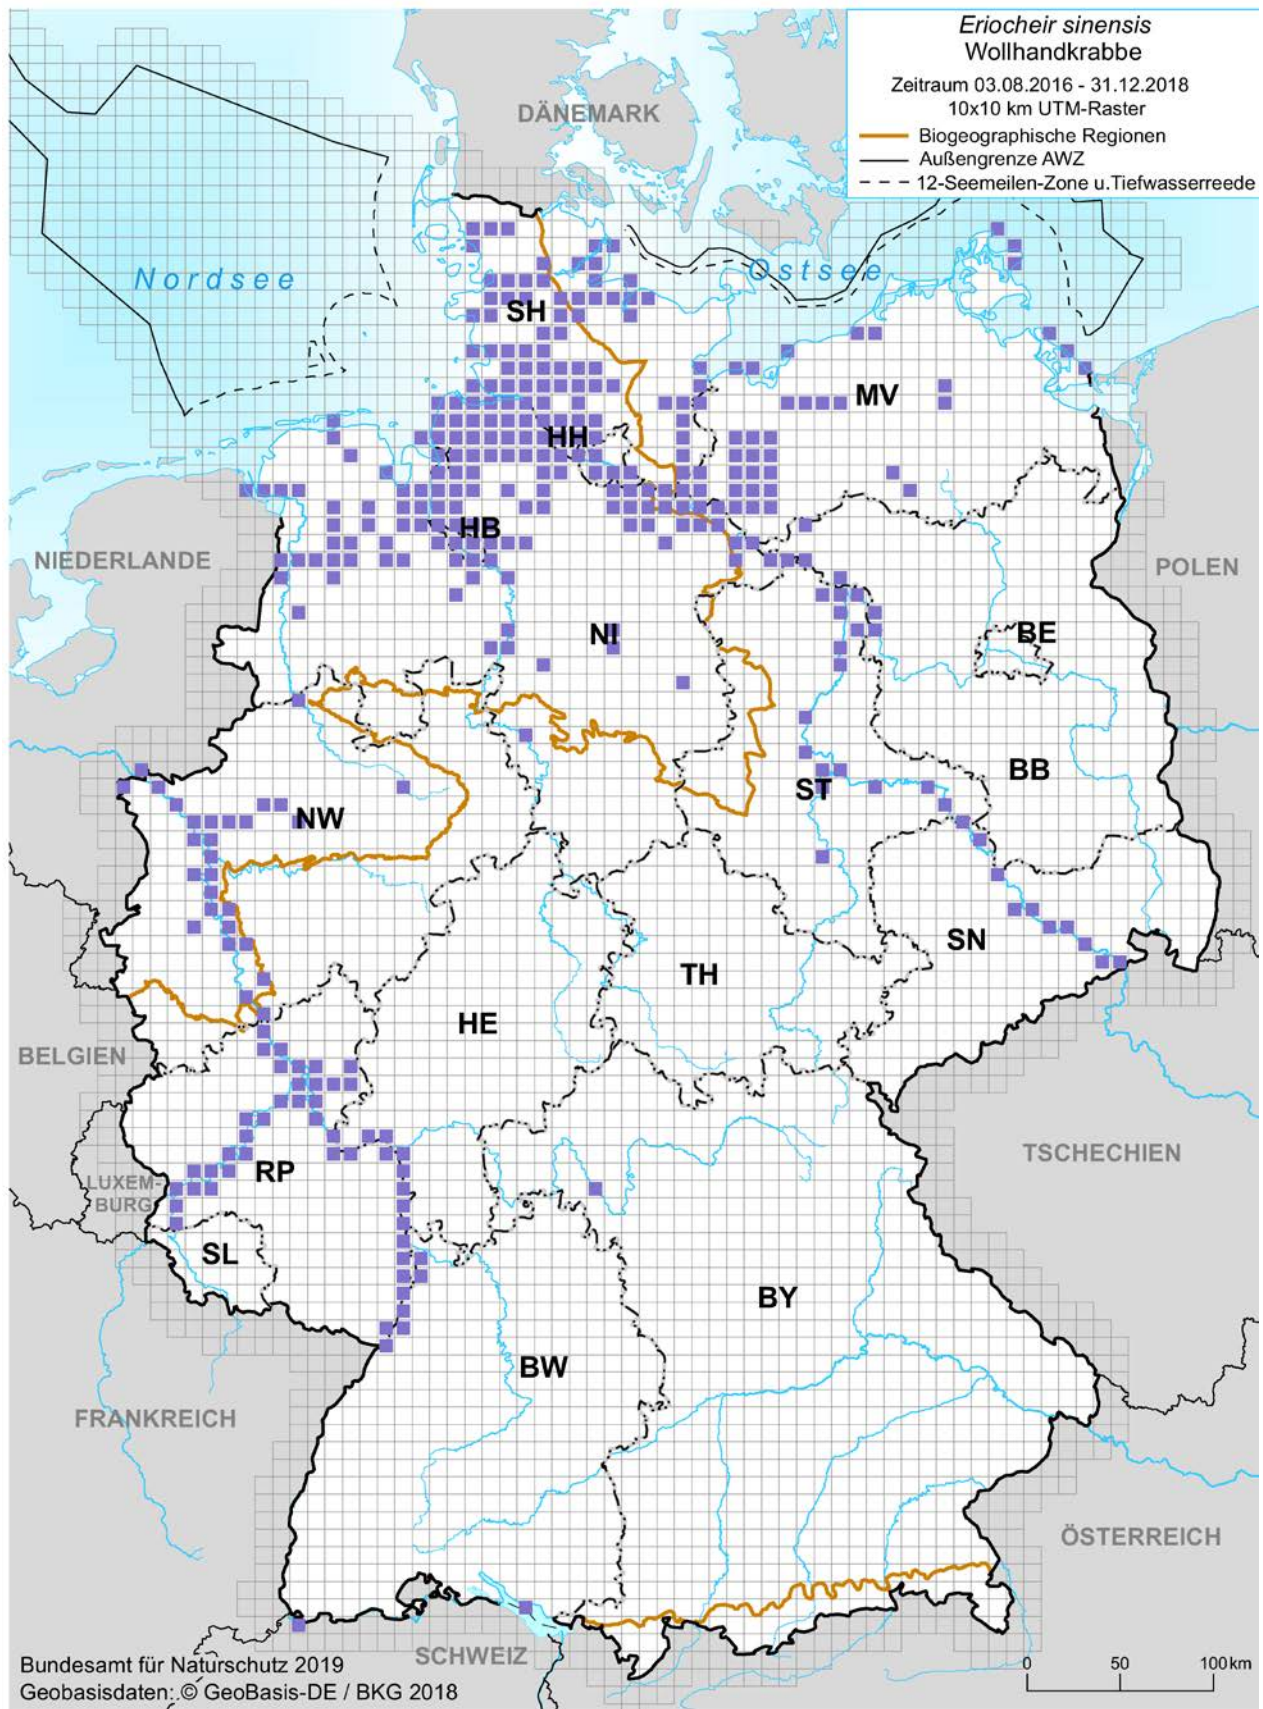 Eriocheir sinensis
Wollhandkrabbe
Zeitraum 03.08.2016 - 31.12.2018
10x10 km UTM-Raster
Biogeographische Regionen
Außengrenze AWZ
12-Seemeilen-Zone u.Tiefwasserreede
DÄNEMARK
Nordsee
Ostsee
SH
MV
HH
HB
NIEDERLANDE
POLEN
NI
BE
BB
ST
NW
SN
TH
HE
BELGIEN
TSCHECHIEN
RP
LUXEM-
BURG
SL
BY
BW
FRANKREICH
ÖSTERREICH
SCHWEIZ
Bundesamt für Naturschutz 2019
Geobasisdaten: © GeoBasis-DE / BKG 2018
0 50 100km